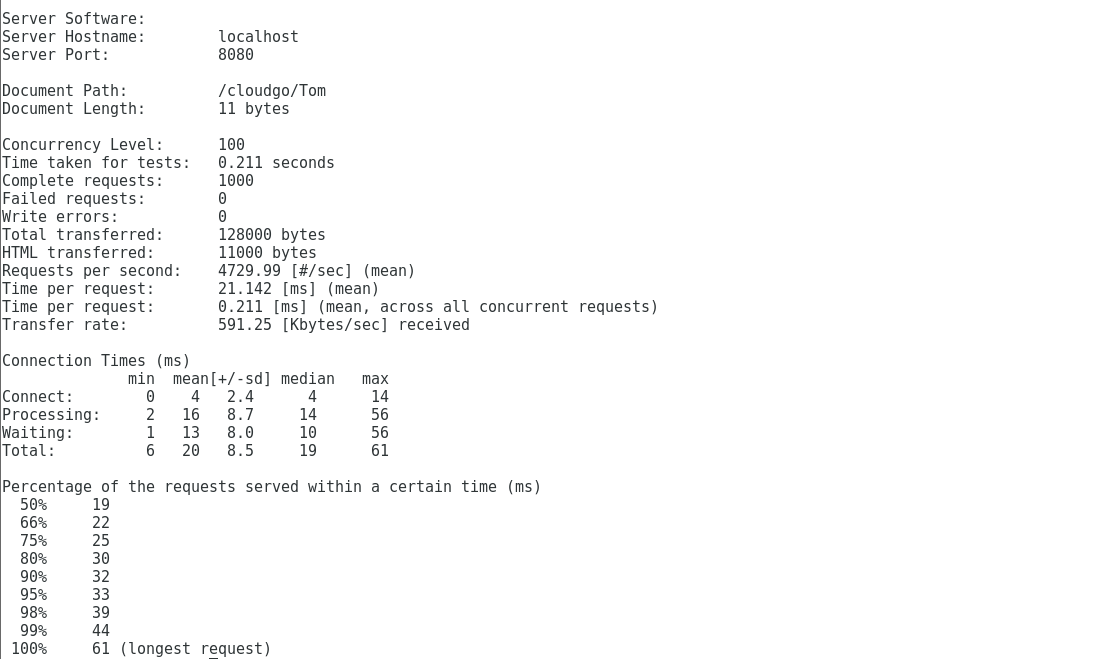 Server Software:
Server Hostname:        localhost
Server Port:            8080

Document Path:          /cloudgo/Tom
Document Length:        11 bytes

Concurrency Level:      100
Time taken for tests:   0.211 seconds
Complete requests:      1000
Failed requests:        0
Write errors:           0
Total transferred:      128000 bytes
HTML transferred:       11000 bytes
Requests per second:    4729.99 [#/sec] (mean)
Time per request:       21.142 [ms] (mean)
Time per request:       0.211 [ms] (mean, across all concurrent requests)
Transfer rate:          591.25 [Kbytes/sec] received

Connection Times (ms)
              min  mean[+/-sd] median   max
Connect:        0    4   2.4      4      14
Processing:     2   16   8.7     14      56
Waiting:        1   13   8.0     10      56
Total:          6   20   8.5     19      61

Percentage of the requests served within a certain time (ms)
  50%     19
  66%     22
  75%     25
  80%     30
  90%     32
  95%     33
  98%     39
  99%     44
 100%     61 (longest request)